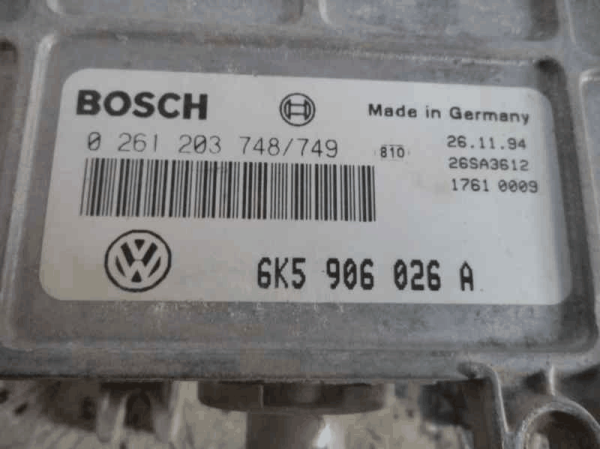 BOSCH
Made in Germany
0 261 203 748/749
810
26.11.94
26SA3612
1761 0009
6K5 906 026 A